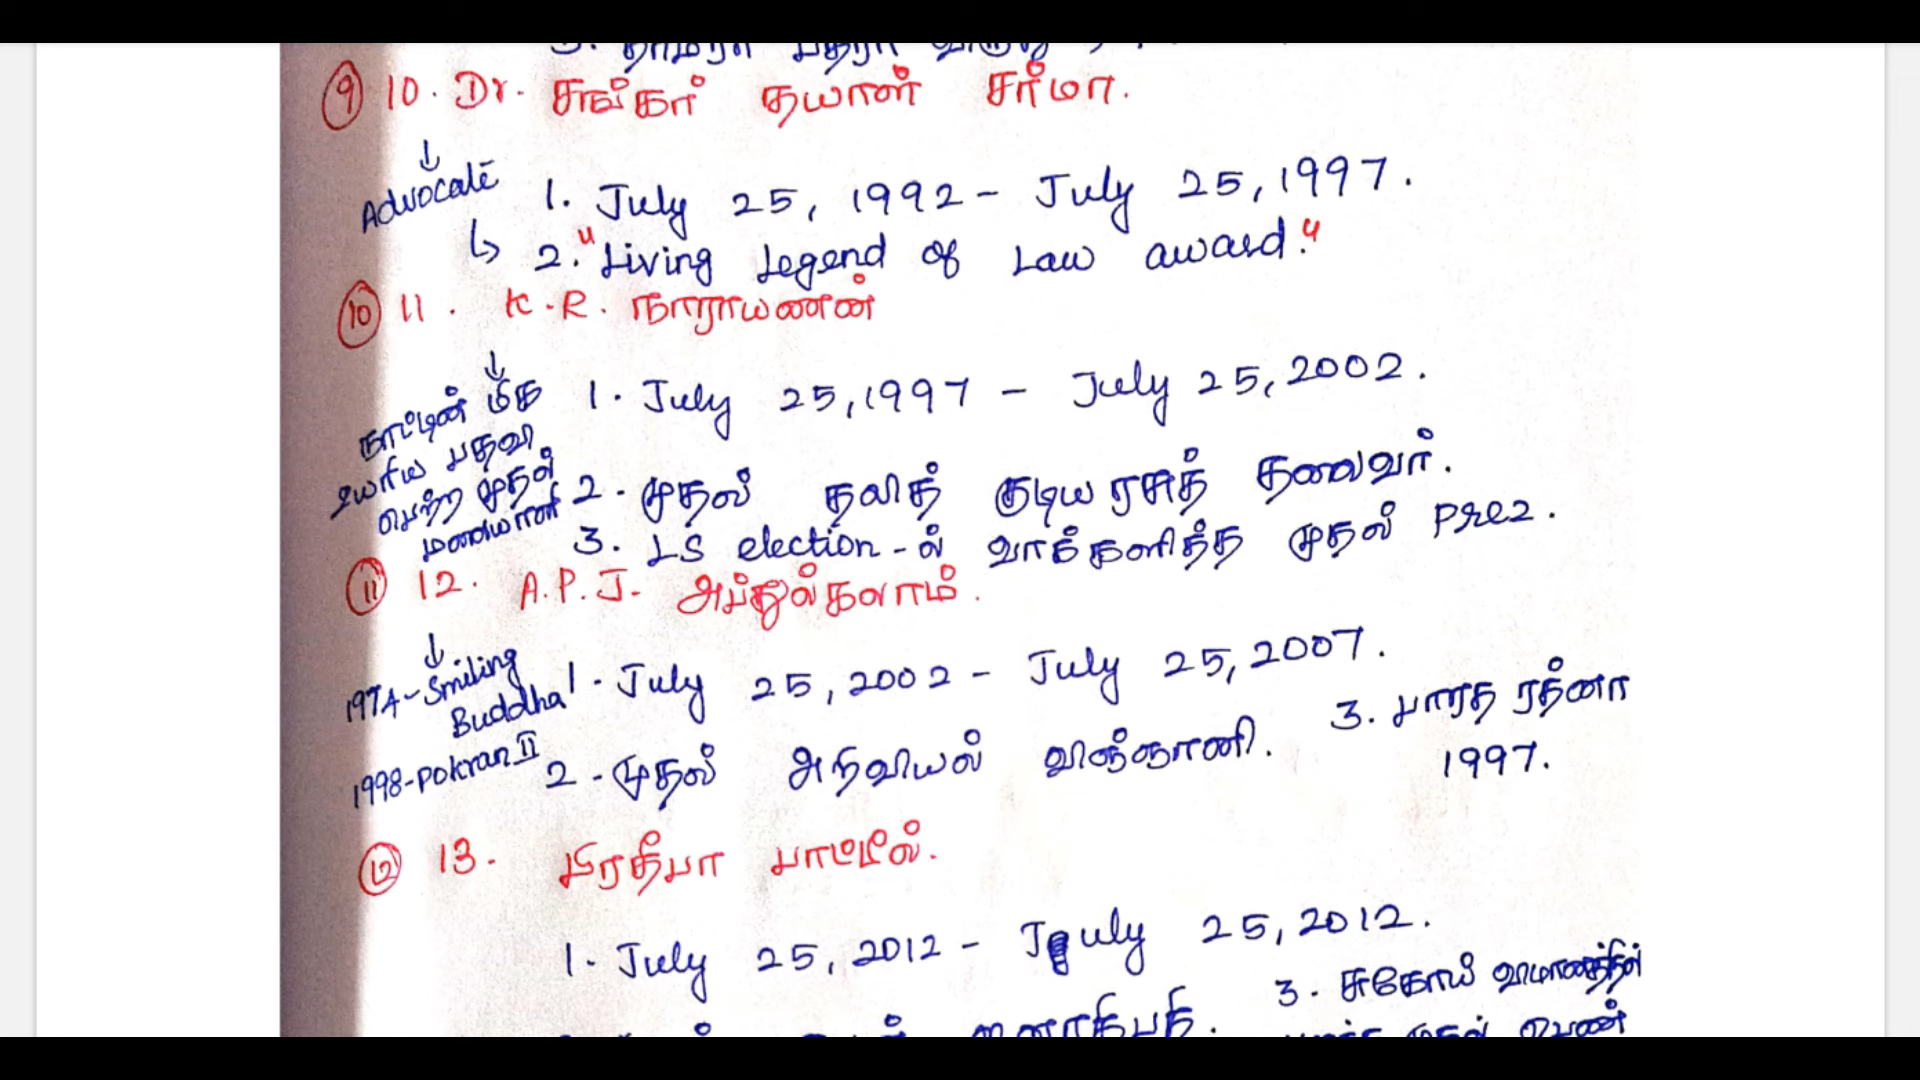 9 10. Dr. சங்கர் தயாள் சர்மா.
↓
Advocate
1. July 25, 1992 - July 25, 1997.
↳ 2. "Living Legend of Law award."
10 11. K.R. நாராயணன்
↓
நாட்டின் மிக
உயரிய பதவி
பெற்ற முதல்
மலையாளி
1. July 25, 1997 - July 25, 2002.
2. முதல் தலித் குடியரசுத் தலைவர்.
3. LS election-ல் வாக்களித்த முதல் Prez.
11 12. A.P.J. அப்துல்கலாம்.
↓
1974-Smiling
Buddha
1998-Pokran II
1. July 25, 2002 - July 25, 2007.
2. முதல் அறிவியல் விஞ்ஞானி.
3. பாரத ரத்னா
1997.
12 13. பிரதீபா பாட்டீல்.
1. July 25, 2012 - July 25, 2012.
3. சுகோய் விமானத்தில்
முதல் பெண்